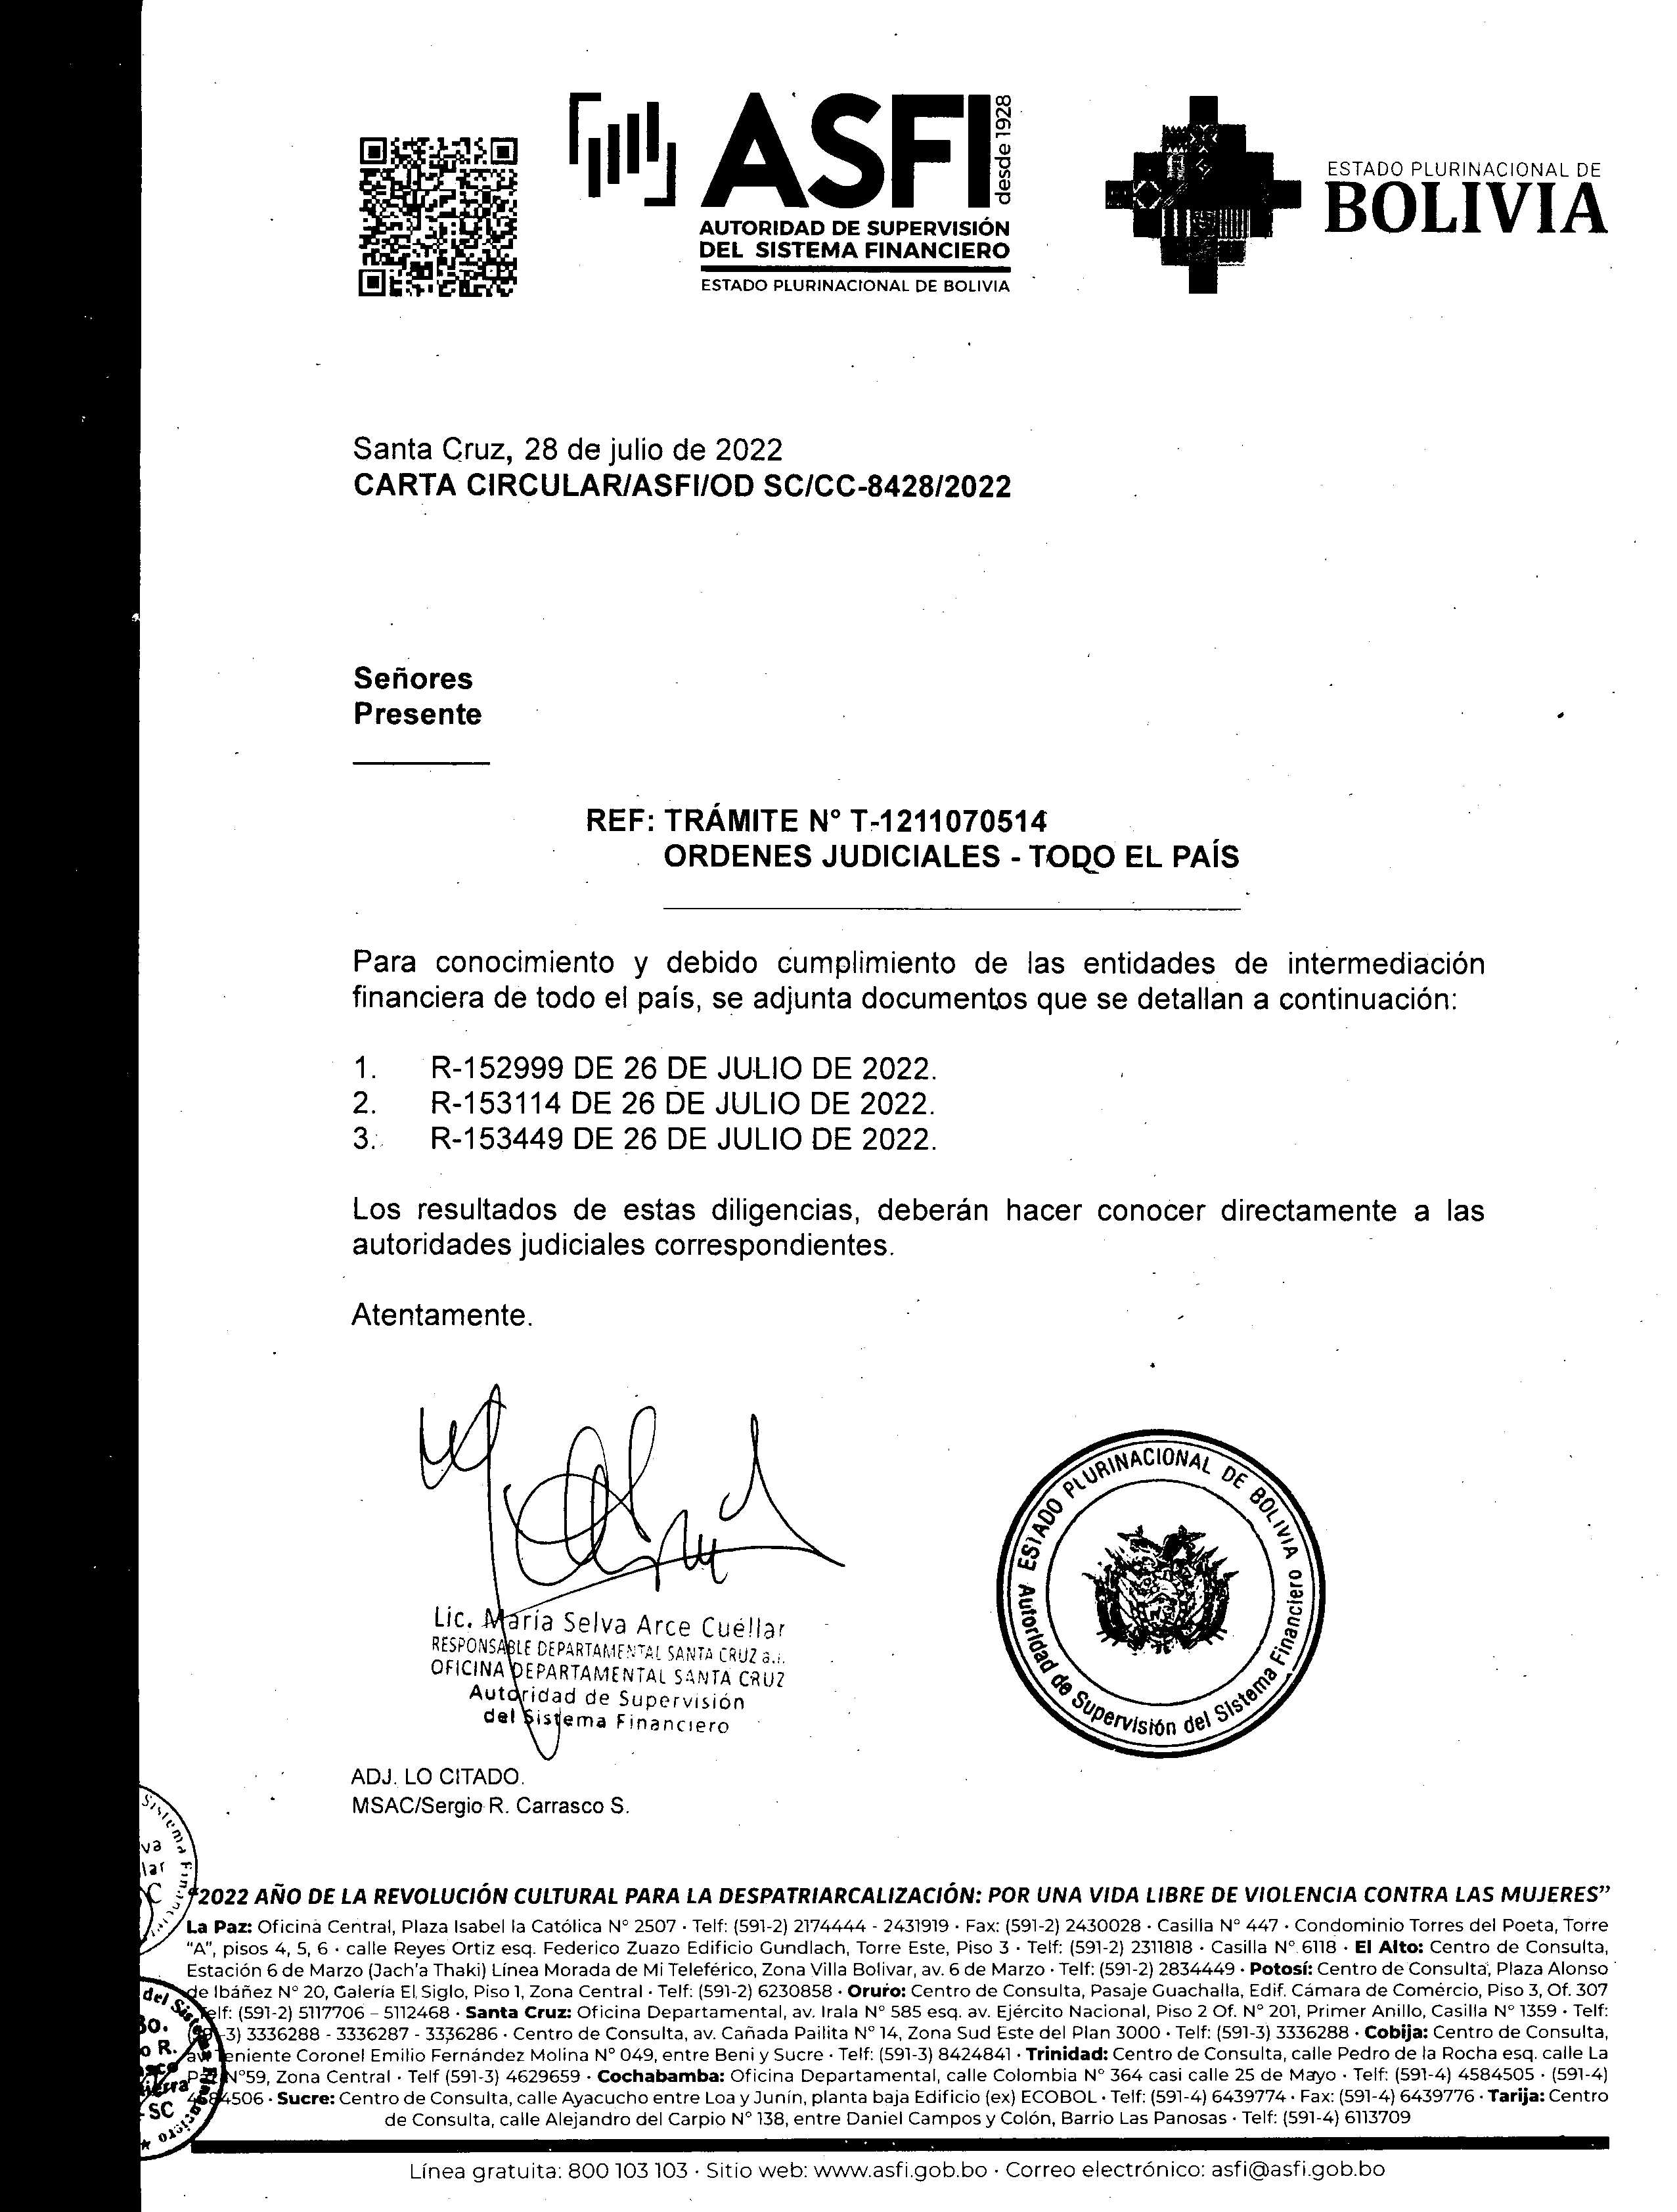 ASFI
desde 1928
AUTORIDAD DE SUPERVISIÓN
DEL SISTEMA FINANCIERO
ESTADO PLURINACIONAL DE BOLIVIA
ESTADO PLURINACIONAL DE
BOLIVIA
Santa Cruz, 28 de julio de 2022
CARTA CIRCULAR/ASFI/OD SC/CC-8428/2022
Señores
Presente
REF: TRÁMITE N° T-1211070514
ORDENES JUDICIALES - TODO EL PAÍS
Para conocimiento y debido cumplimiento de las entidades de intermediación
financiera de todo el país, se adjunta documentos que se detallan a continuación:
1. R-152999 DE 26 DE JULIO DE 2022.
2. R-153114 DE 26 DE JULIO DE 2022.
3. R-153449 DE 26 DE JULIO DE 2022.
Los resultados de estas diligencias, deberán hacer conocer directamente a las
autoridades judiciales correspondientes.
Atentamente.
Lic. María Selva Arce Cuéllar
RESPONSABLE DEPARTAMENTAL SANTA CRUZ a.i.
OFICINA DEPARTAMENTAL SANTA CRUZ
Autoridad de Supervisión
del Sistema Financiero
ESTADO PLURINACIONAL DE BOLIVIA
Autoridad de Supervisión del Sistema Financiero
ADJ. LO CITADO.
MSAC/Sergio R. Carrasco S.
"2022 AÑO DE LA REVOLUCIÓN CULTURAL PARA LA DESPATRIARCALIZACIÓN: POR UNA VIDA LIBRE DE VIOLENCIA CONTRA LAS MUJERES"
La Paz: Oficina Central, Plaza Isabel la Católica N° 2507 · Telf: (591-2) 2174444 - 2431919 · Fax: (591-2) 2430028 · Casilla N° 447 · Condominio Torres del Poeta, Torre
"A", pisos 4, 5, 6 · calle Reyes Ortiz esq. Federico Zuazo Edificio Gundlach, Torre Este, Piso 3 · Telf: (591-2) 2311818 · Casilla N° 6118 · El Alto: Centro de Consulta,
Estación 6 de Marzo (Jach'a Thaki) Línea Morada de Mi Teleférico, Zona Villa Bolivar, av. 6 de Marzo · Telf: (591-2) 2834449 · Potosí: Centro de Consulta, Plaza Alonso
de Ibáñez N° 20, Galería El Siglo, Piso 1, Zona Central · Telf: (591-2) 6230858 · Oruro: Centro de Consulta, Pasaje Guachalla, Edif. Cámara de Comércio, Piso 3, Of. 307
Telf: (591-2) 5117706 – 5112468 · Santa Cruz: Oficina Departamental, av. Irala N° 585 esq. av. Ejército Nacional, Piso 2 Of. N° 201, Primer Anillo, Casilla N° 1359 · Telf:
3336288 - 3336287 - 3336286 · Centro de Consulta, av. Cañada Pailita N° 14, Zona Sud Este del Plan 3000 · Telf: (591-3) 3336288 · Cobija: Centro de Consulta,
av. Teniente Coronel Emilio Fernández Molina N° 049, entre Beni y Sucre · Telf: (591-3) 8424841 · Trinidad: Centro de Consulta, calle Pedro de la Rocha esq. calle La
N°59, Zona Central · Telf (591-3) 4629659 · Cochabamba: Oficina Departamental, calle Colombia N° 364 casi calle 25 de Mayo · Telf: (591-4) 4584505 · (591-4)
4584506 · Sucre: Centro de Consulta, calle Ayacucho entre Loa y Junín, planta baja Edificio (ex) ECOBOL · Telf: (591-4) 6439774 · Fax: (591-4) 6439776 · Tarija: Centro
de Consulta, calle Alejandro del Carpio N° 138, entre Daniel Campos y Colón, Barrio Las Panosas · Telf: (591-4) 6113709
Línea gratuita: 800 103 103 · Sitio web: www.asfi.gob.bo · Correo electrónico: asfi@asfi.gob.bo